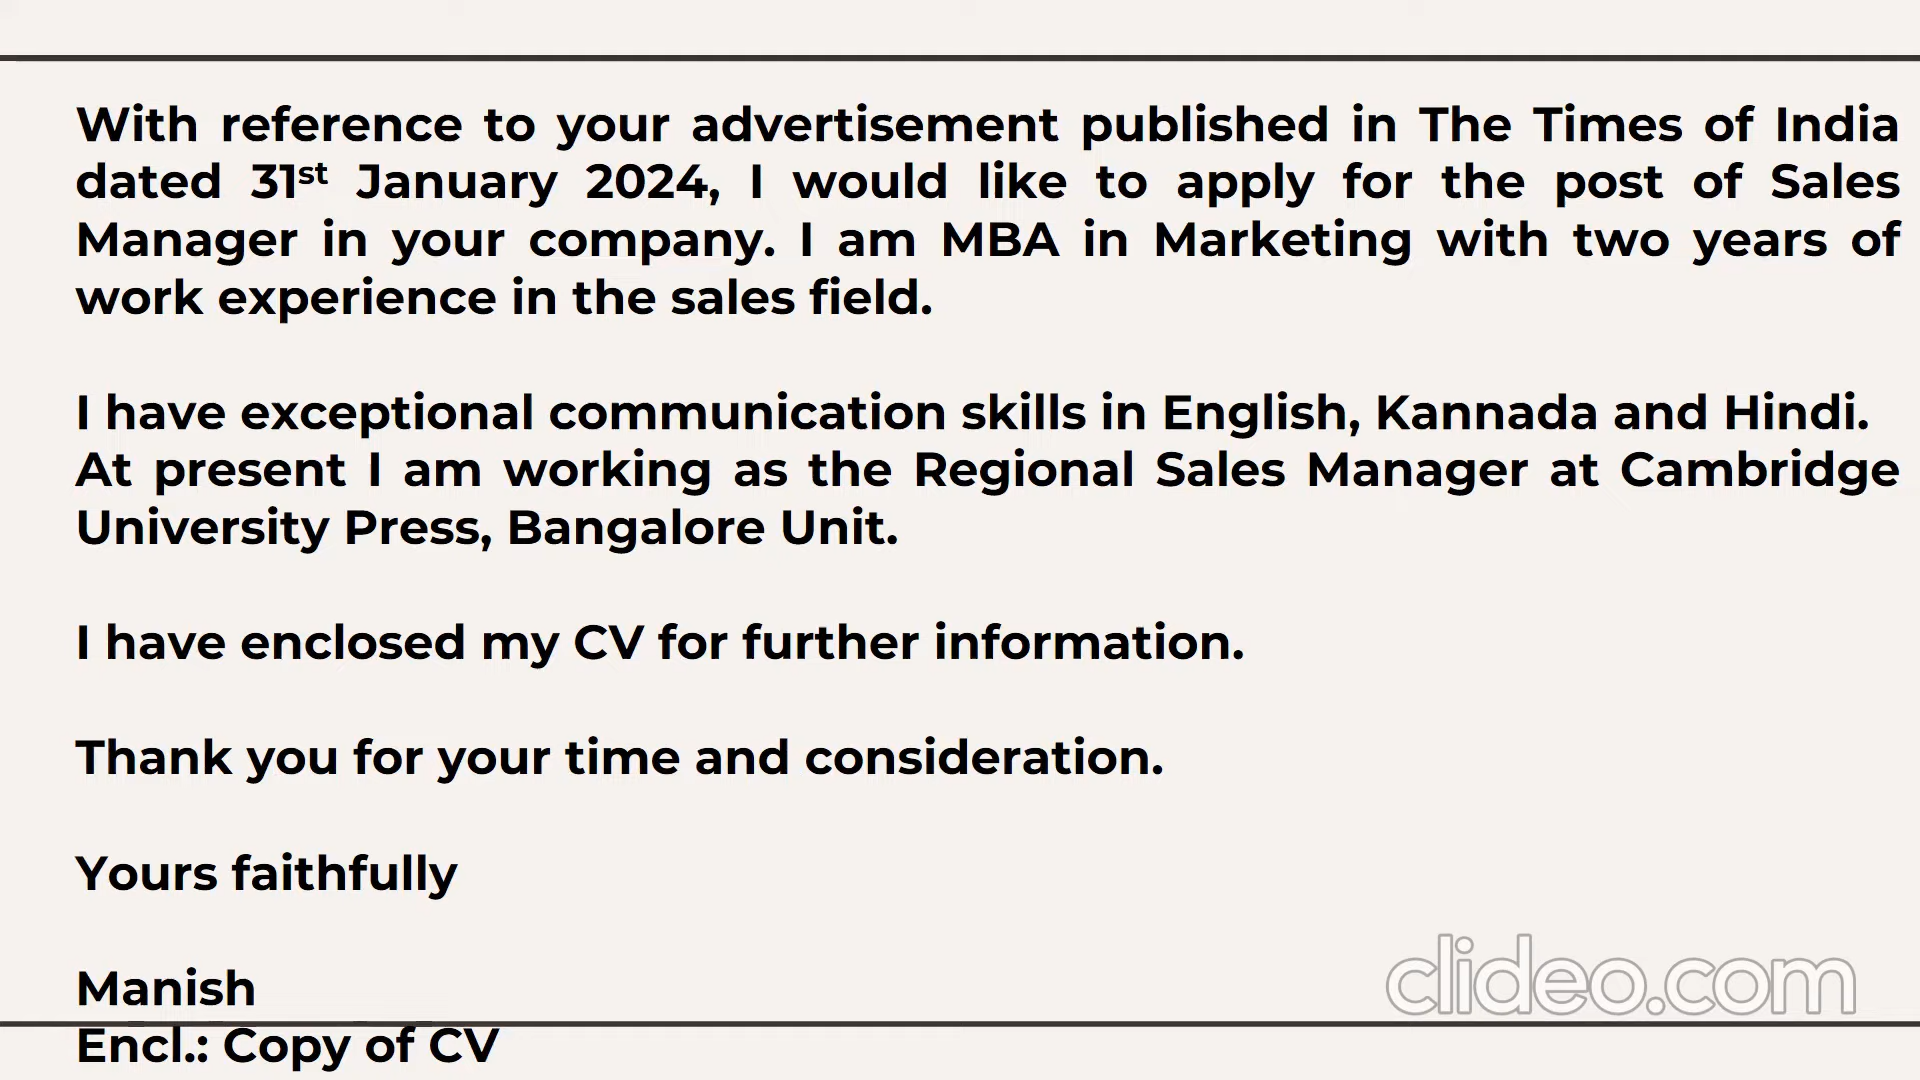 With reference to your advertisement published in The Times of India
dated 31st January 2024, I would like to apply for the post of Sales
Manager in your company. I am MBA in Marketing with two years of
work experience in the sales field.
I have exceptional communication skills in English, Kannada and Hindi.
At present I am working as the Regional Sales Manager at Cambridge
University Press, Bangalore Unit.
I have enclosed my CV for further information.
Thank you for your time and consideration.
Yours faithfully
Manish
Encl.: Copy of CV
clideo.com